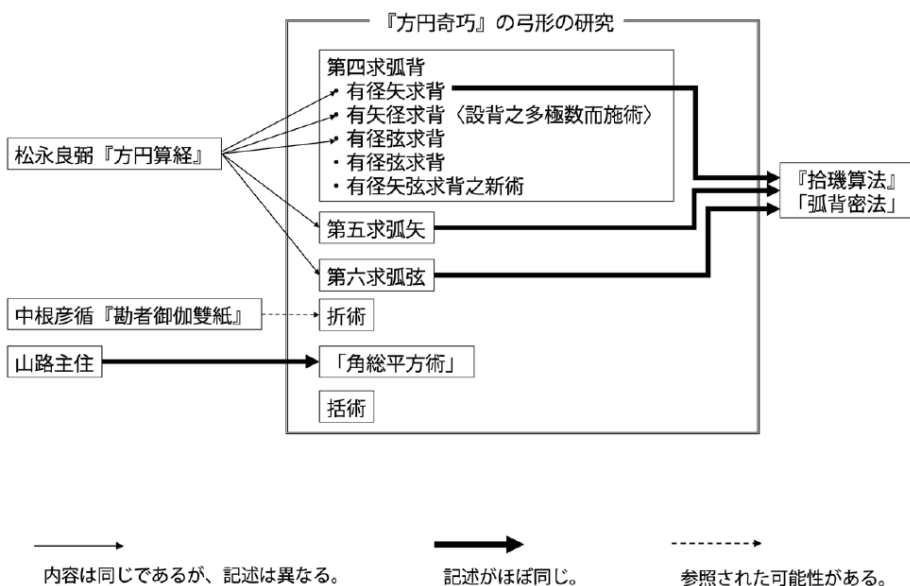 『方円奇巧』の弓形の研究
第四求弧背
・有径矢求背
・有矢径求背〈設背之多極数而施術〉
・有径弦求背
・有径弦求背
・有径矢弦求背之新術
松永良弼『方円算経』
『拾璣算法』
「弧背密法」
第五求弧矢
第六求弧弦
中根彦循『勘者御伽雙紙』
折術
山路主住
「角総平方術」
括術
内容は同じであるが、記述は異なる。
記述がほぼ同じ。
参照された可能性がある。